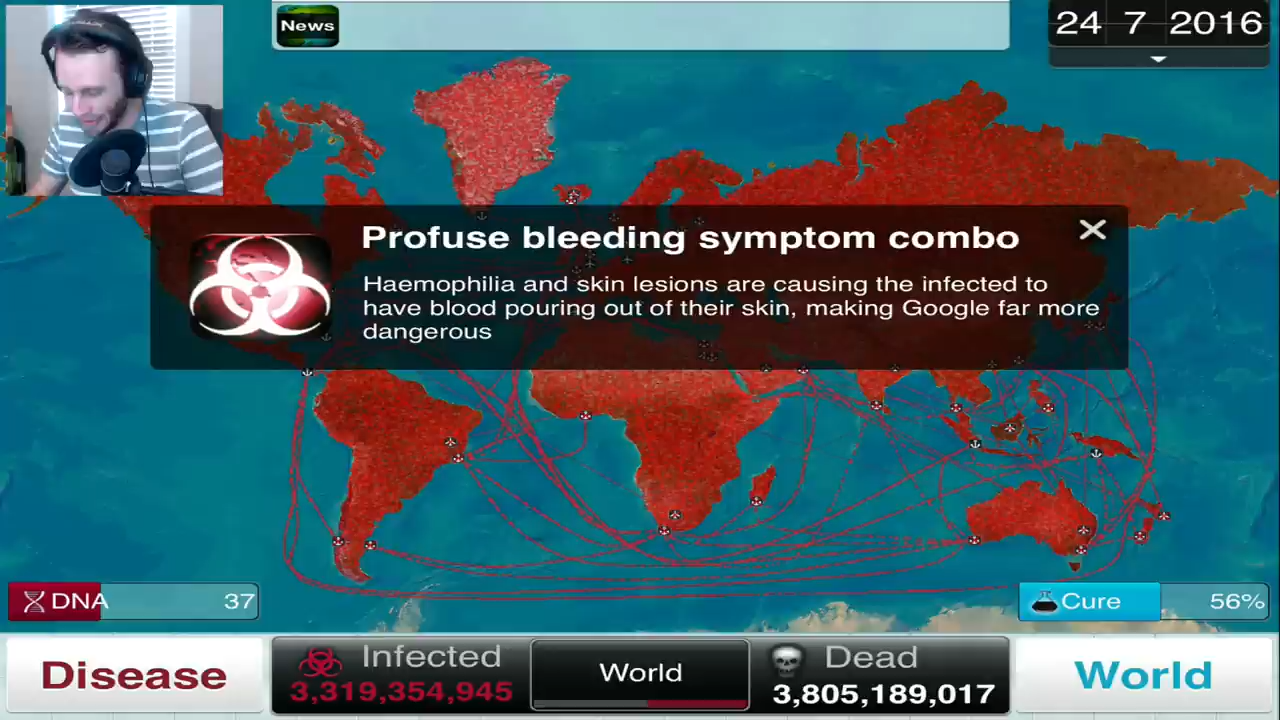 News
24 7 2016
Profuse bleeding symptom combo
Haemophilia and skin lesions are causing the infected to
have blood pouring out of their skin, making Google far more
dangerous
DNA 37
Cure 56%
Disease
Infected
3,319,354,945
World
Dead
3,805,189,017
World